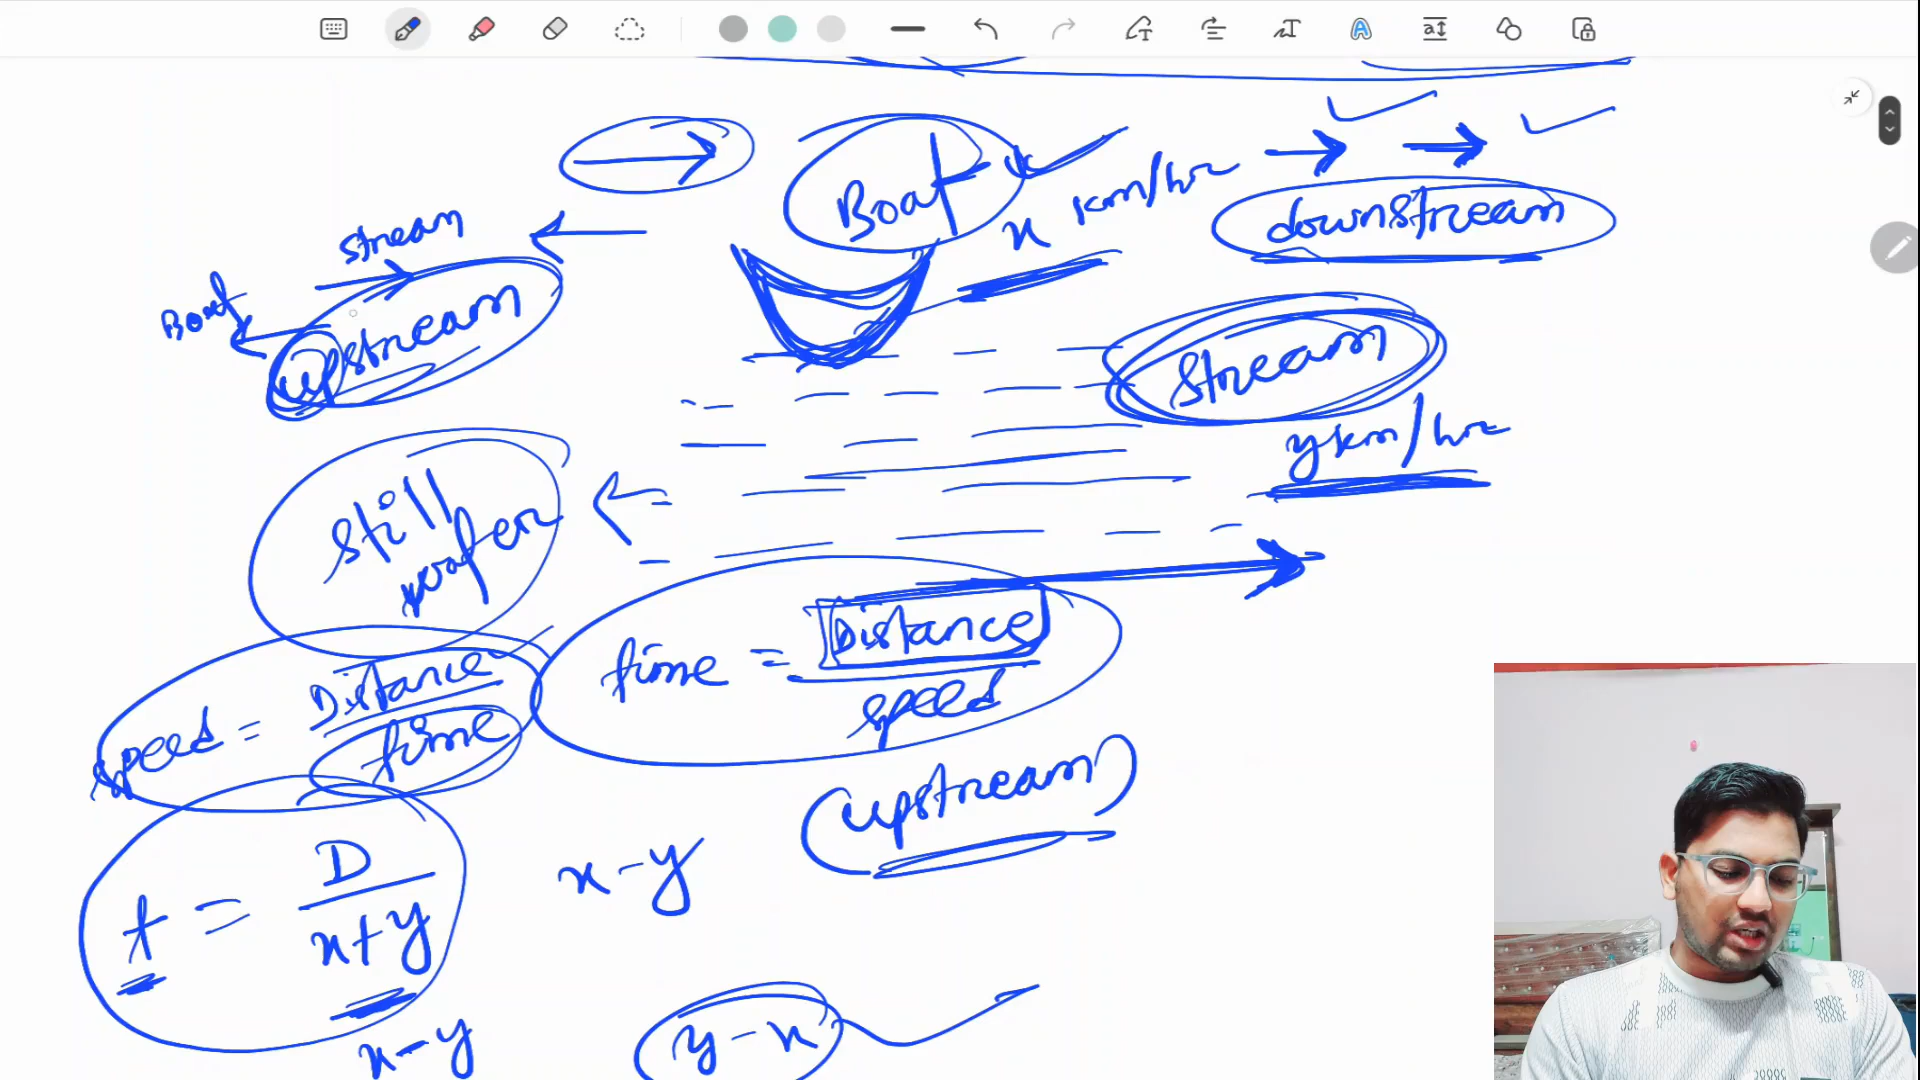 Boat
x km/hr
downstream
stream
Boat
upstream
stream
y km/hr
still
water
time = Distance
speed
speed = Distance
time
(upstream)
t = D
x+y
x-y
x-y
y-x